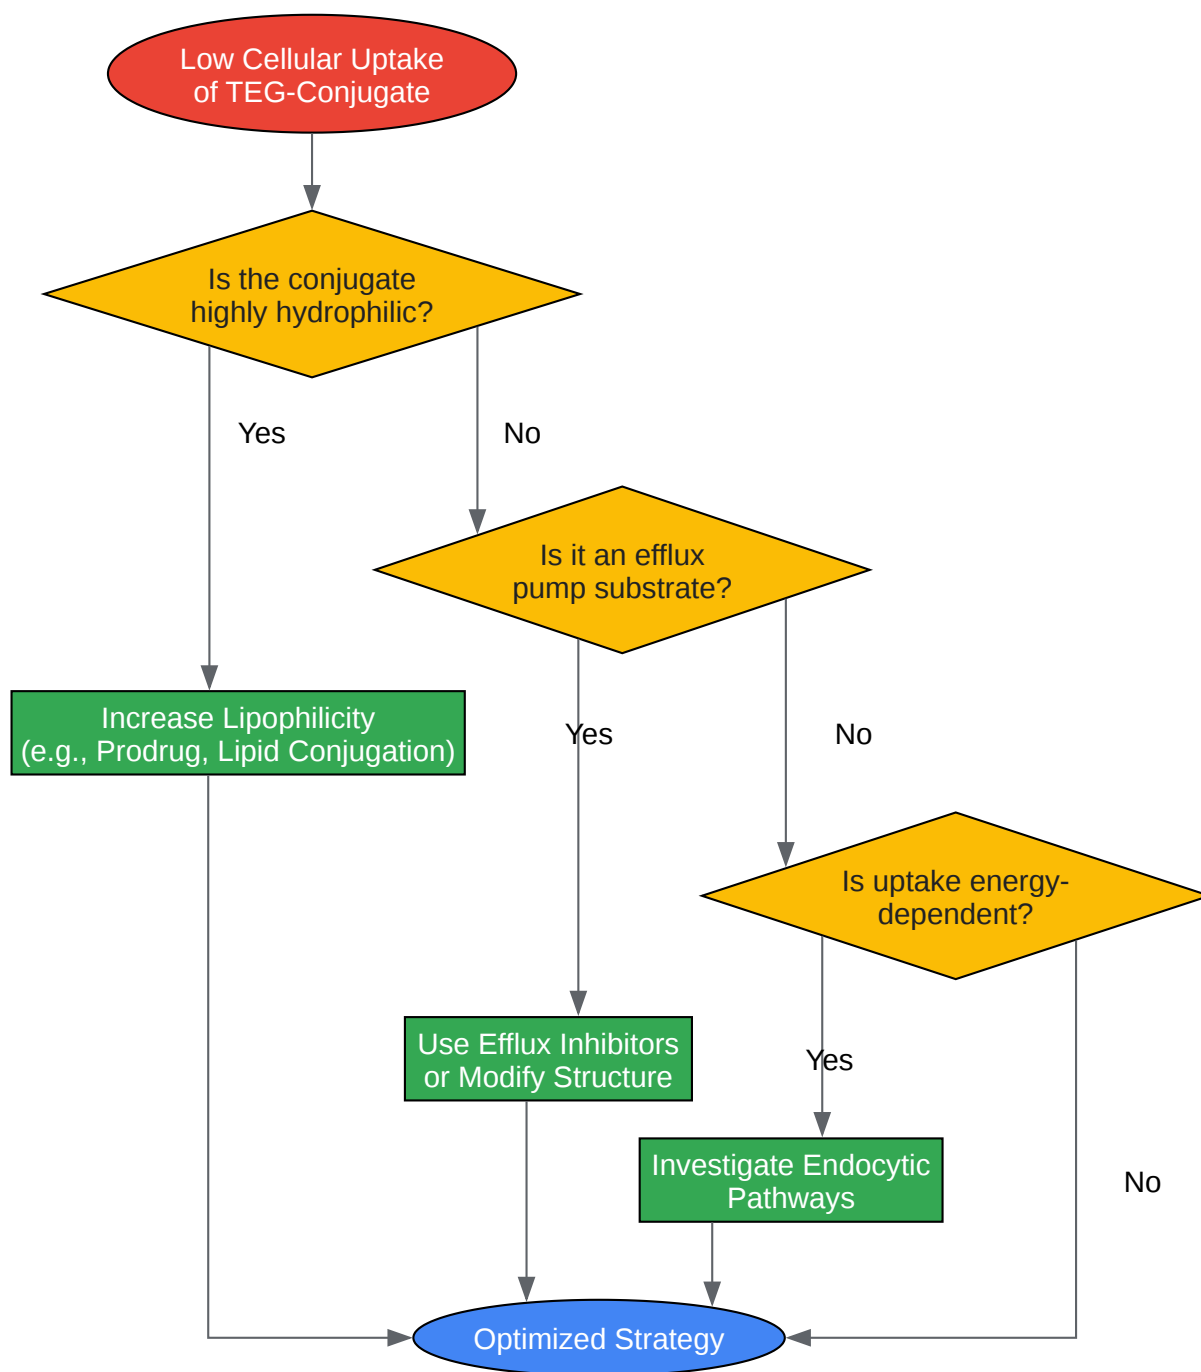 Low Cellular Uptake
of TEG-Conjugate
Is the conjugate
highly hydrophilic?
Yes
No
Is it an efflux
pump substrate?
Increase Lipophilicity
(e.g., Prodrug, Lipid Conjugation)
Yes
No
Is uptake energy-
dependent?
Use Efflux Inhibitors
or Modify Structure
Yes
Investigate Endocytic
Pathways
No
Optimized Strategy